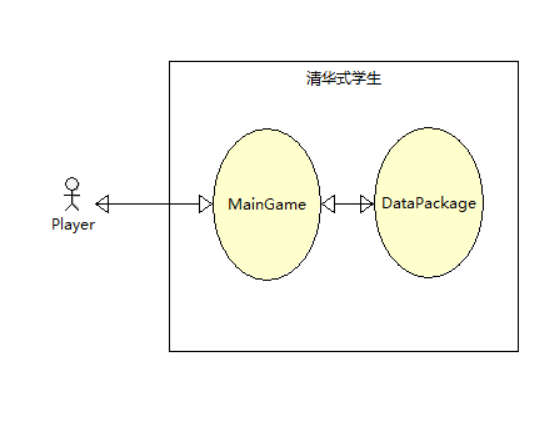 清华式学生
Player
MainGame
DataPackage